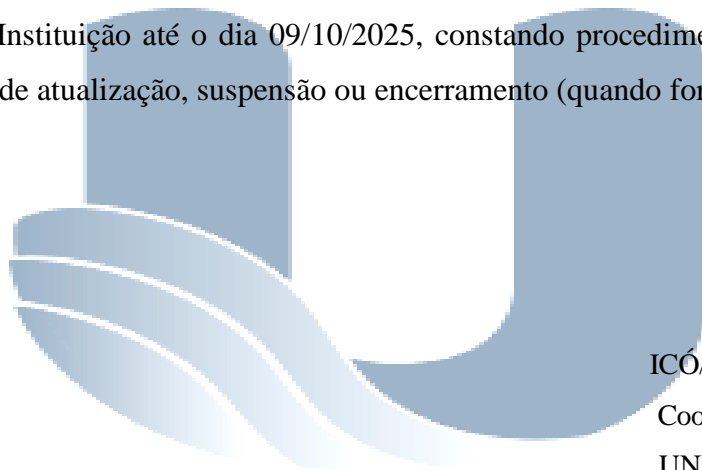 Instituição até o dia 09/10/2025, constando procedime
de atualização, suspensão ou encerramento (quando for
ICÓ/
Coo
UN